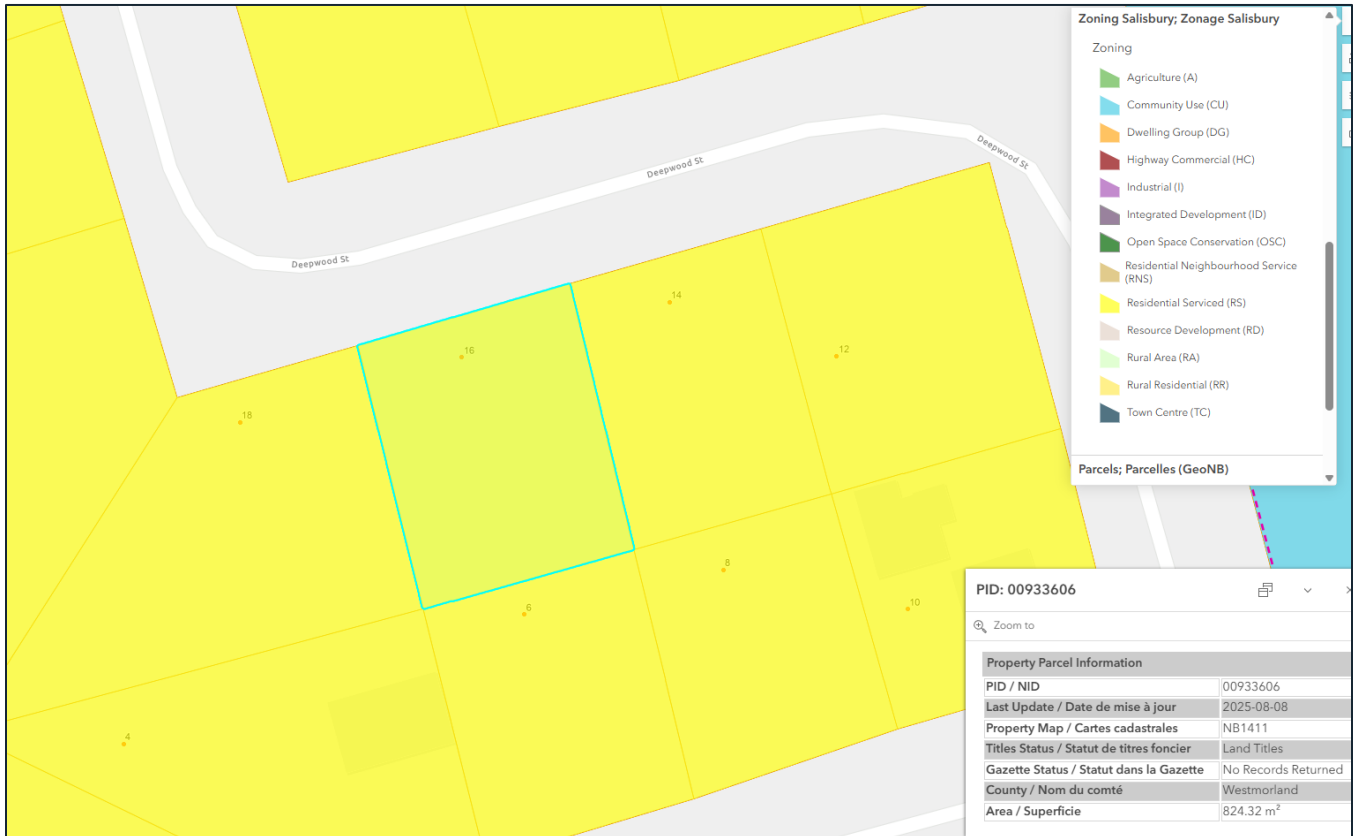 Zoning Salisbury; Zonage Salisbury
Zoning
Agriculture (A)
Community Use (CU)
Dwelling Group (DG)
Highway Commercial (HC)
Industrial (I)
Integrated Development (ID)
Open Space Conservation (OSC)
Residential Neighbourhood Service
(RNS)
Residential Serviced (RS)
Resource Development (RD)
Rural Area (RA)
Rural Residential (RR)
Town Centre (TC)
Parcels; Parcelles (GeoNB)
Deepwood St
Deepwood St
Deepwood St
14
16
12
18
8
10
6
4
PID: 00933606
Zoom to
Property Parcel Information
PID / NID 00933606
Last Update / Date de mise à jour 2025-08-08
Property Map / Cartes cadastrales NB1411
Titles Status / Statut de titres foncier Land Titles
Gazette Status / Statut dans la Gazette No Records Returned
County / Nom du comté Westmorland
Area / Superficie 824.32 m²